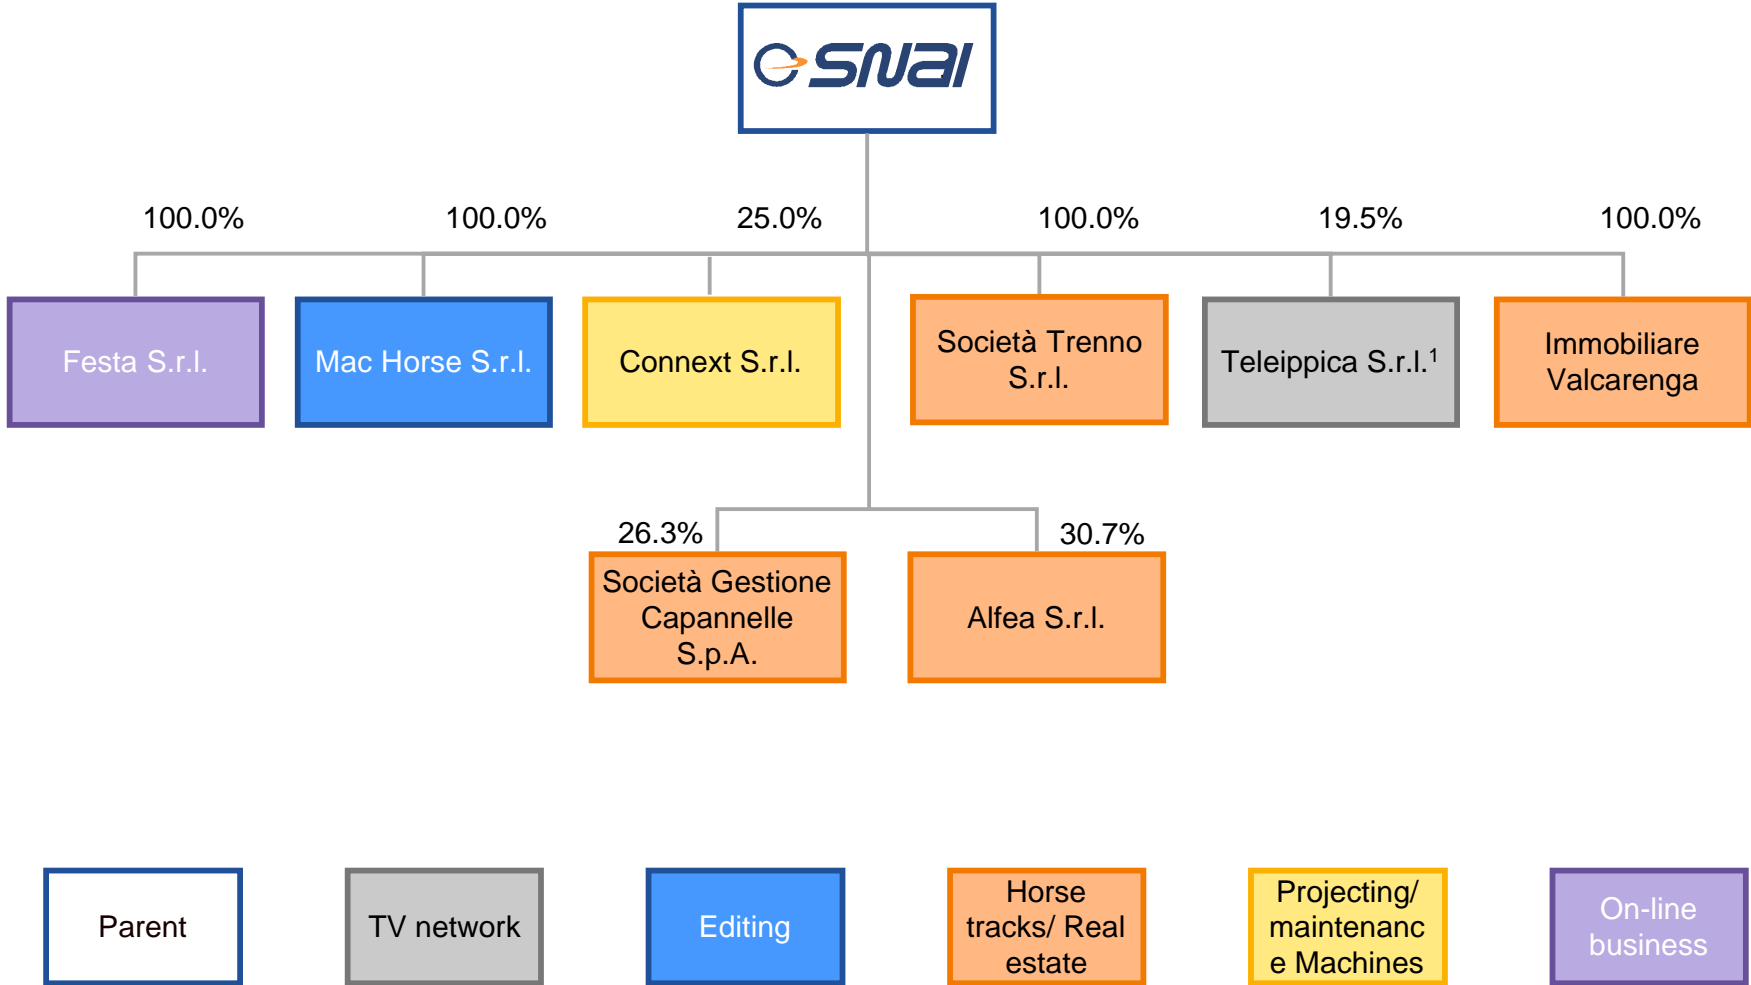 SNAI
100.0%
100.0%
25.0%
100.0%
19.5%
100.0%
Festa S.r.l.
Mac Horse S.r.l.
Connext S.r.l.
Società Trenno
S.r.l.
Teleippica S.r.l.¹
Immobiliare
Valcarenga
26.3%
30.7%
Società Gestione
Capannelle
S.p.A.
Alfea S.r.l.
Parent
TV network
Editing
Horse
tracks/ Real
estate
Projecting/
maintenanc
e Machines
On-line
business